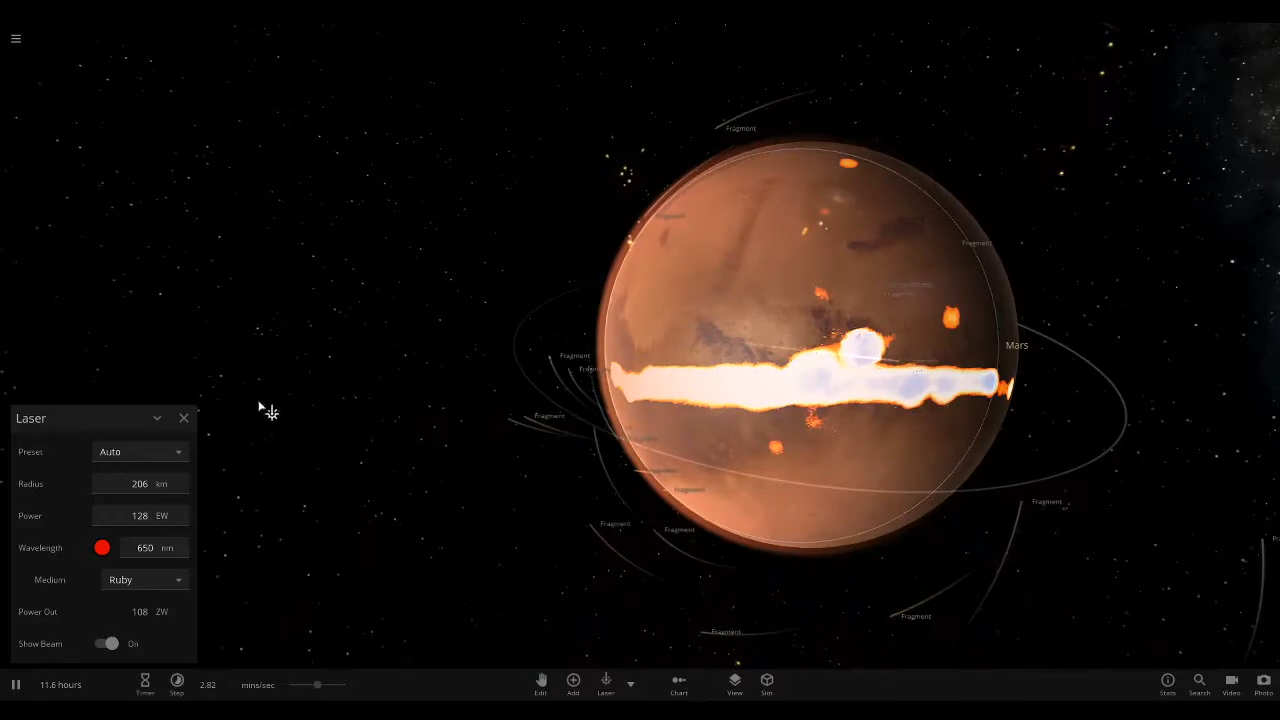 Fragment
Fragment
Fragment
Mars
Fragment
Fragment
Fragment
Fragment
Fragment
Fragment
Fragment
Fragment
Laser
Preset Auto
Radius 206 km
Power 128 EW
Wavelength 650 nm
Medium Ruby
Power Out 108 ZW
Show Beam On
11.6 hours
Timer
Step
2.82 mins/sec
Edit
Add
Laser
Chart
View
Sim
Stats
Search
Video
Photo